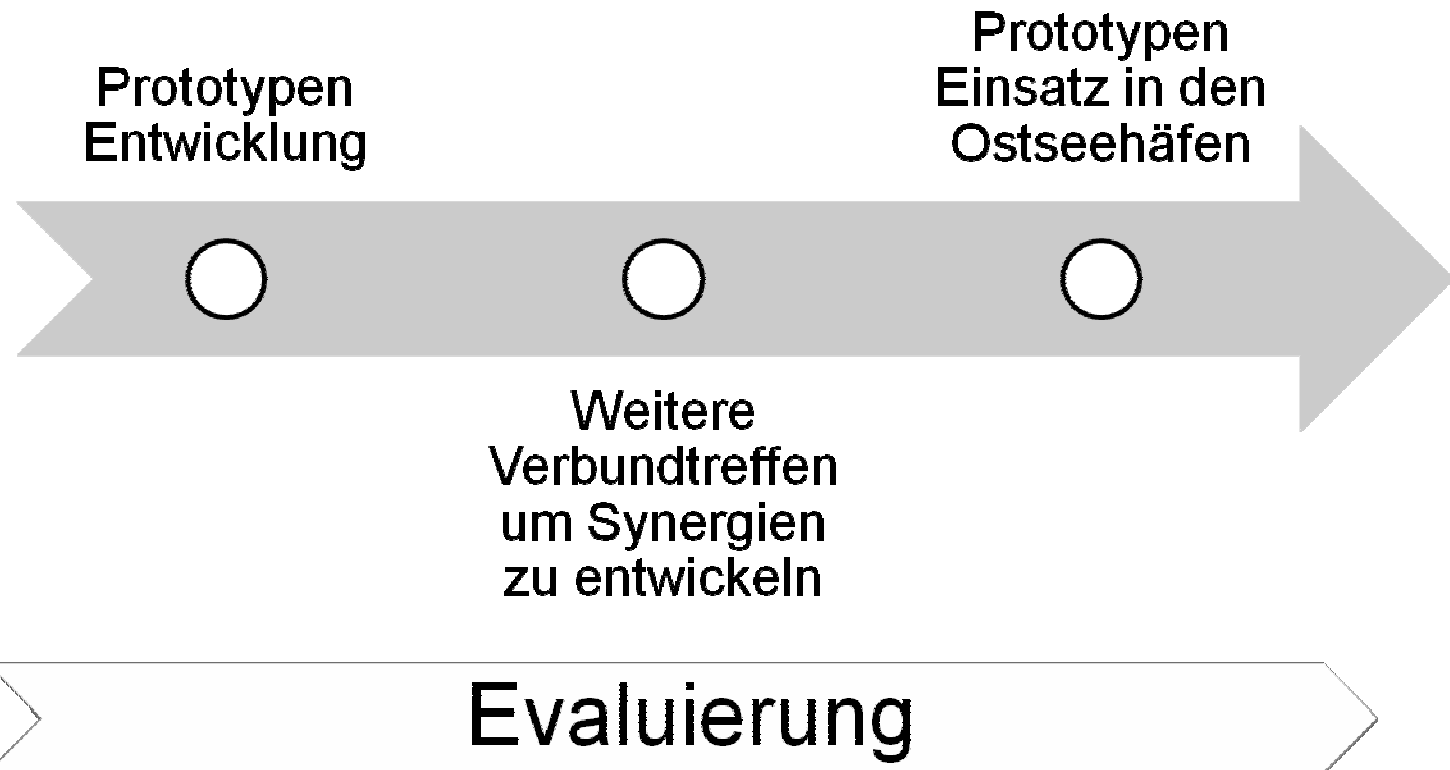 Prototypen
Entwicklung
Weitere
Verbundtreffen
um Synergien
zu entwickeln
Prototypen
Einsatz in den
Ostseehäfen
Evaluierung